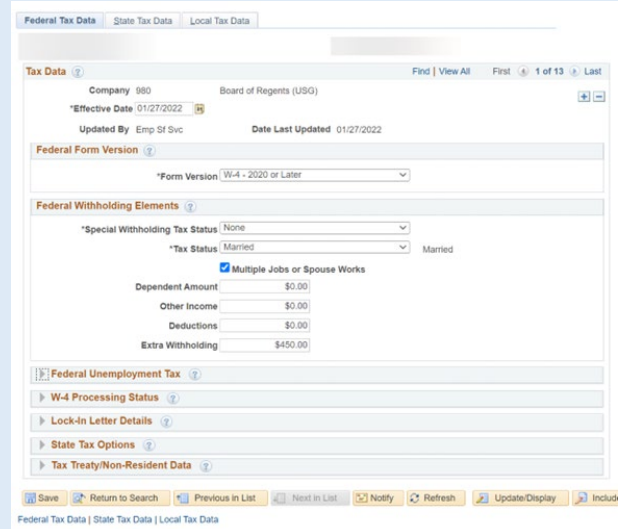 Federal Tax Data State Tax Data Local Tax Data
Tax Data Find | View All First 1 of 13 Last
Company 980 Board of Regents (USG)
*Effective Date 01/27/2022
Updated By Emp Sf Svc Date Last Updated 01/27/2022
Federal Form Version
*Form Version W-4 - 2020 or Later
Federal Withholding Elements
*Special Withholding Tax Status None
*Tax Status Married Married
Multiple Jobs or Spouse Works
Dependent Amount $0.00
Other Income $0.00
Deductions $0.00
Extra Withholding $450.00
Federal Unemployment Tax
W-4 Processing Status
Lock-In Letter Details
State Tax Options
Tax Treaty/Non-Resident Data
Save Return to Search Previous in List Next in List Notify Refresh Update/Display Include
Federal Tax Data | State Tax Data | Local Tax Data